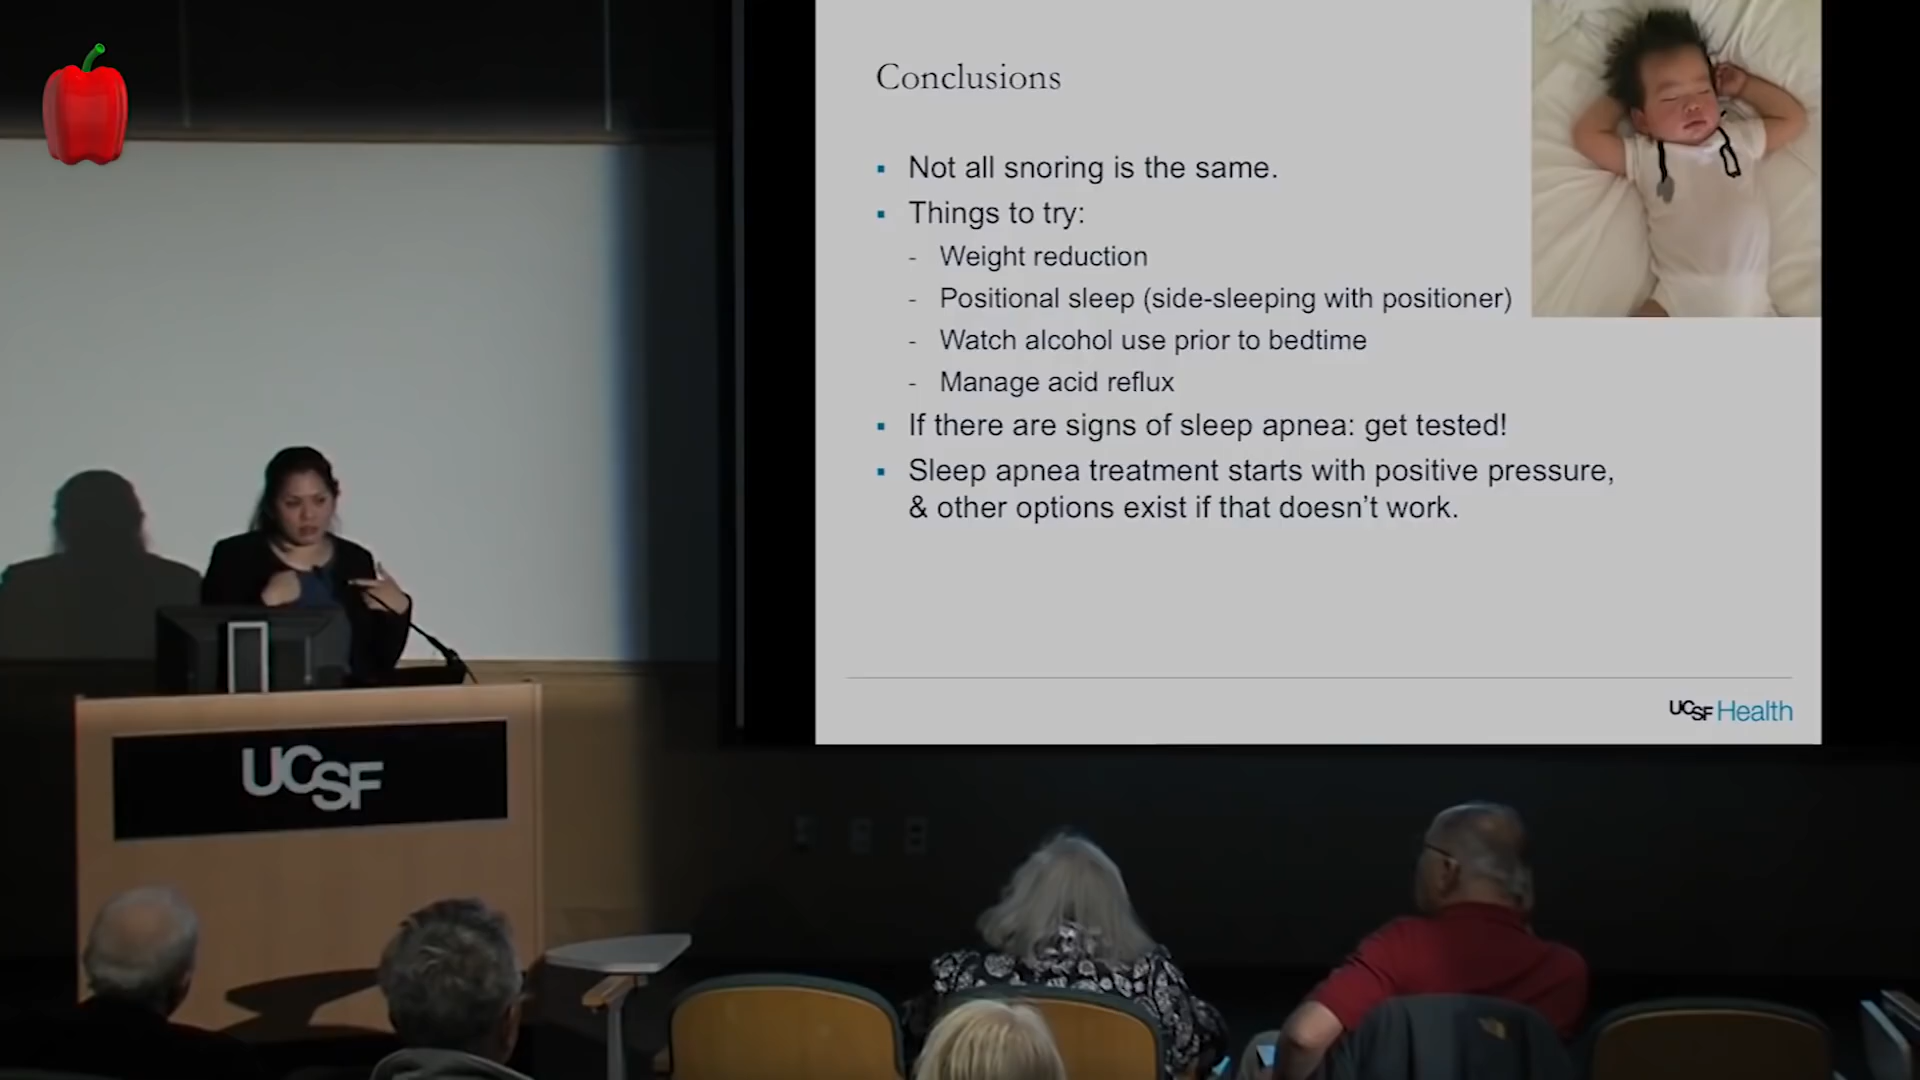 Conclusions
▪ Not all snoring is the same.
▪ Things to try:
- Weight reduction
- Positional sleep (side-sleeping with positioner)
- Watch alcohol use prior to bedtime
- Manage acid reflux
▪ If there are signs of sleep apnea: get tested!
▪ Sleep apnea treatment starts with positive pressure,
& other options exist if that doesn’t work.
UCSF Health
UCSF